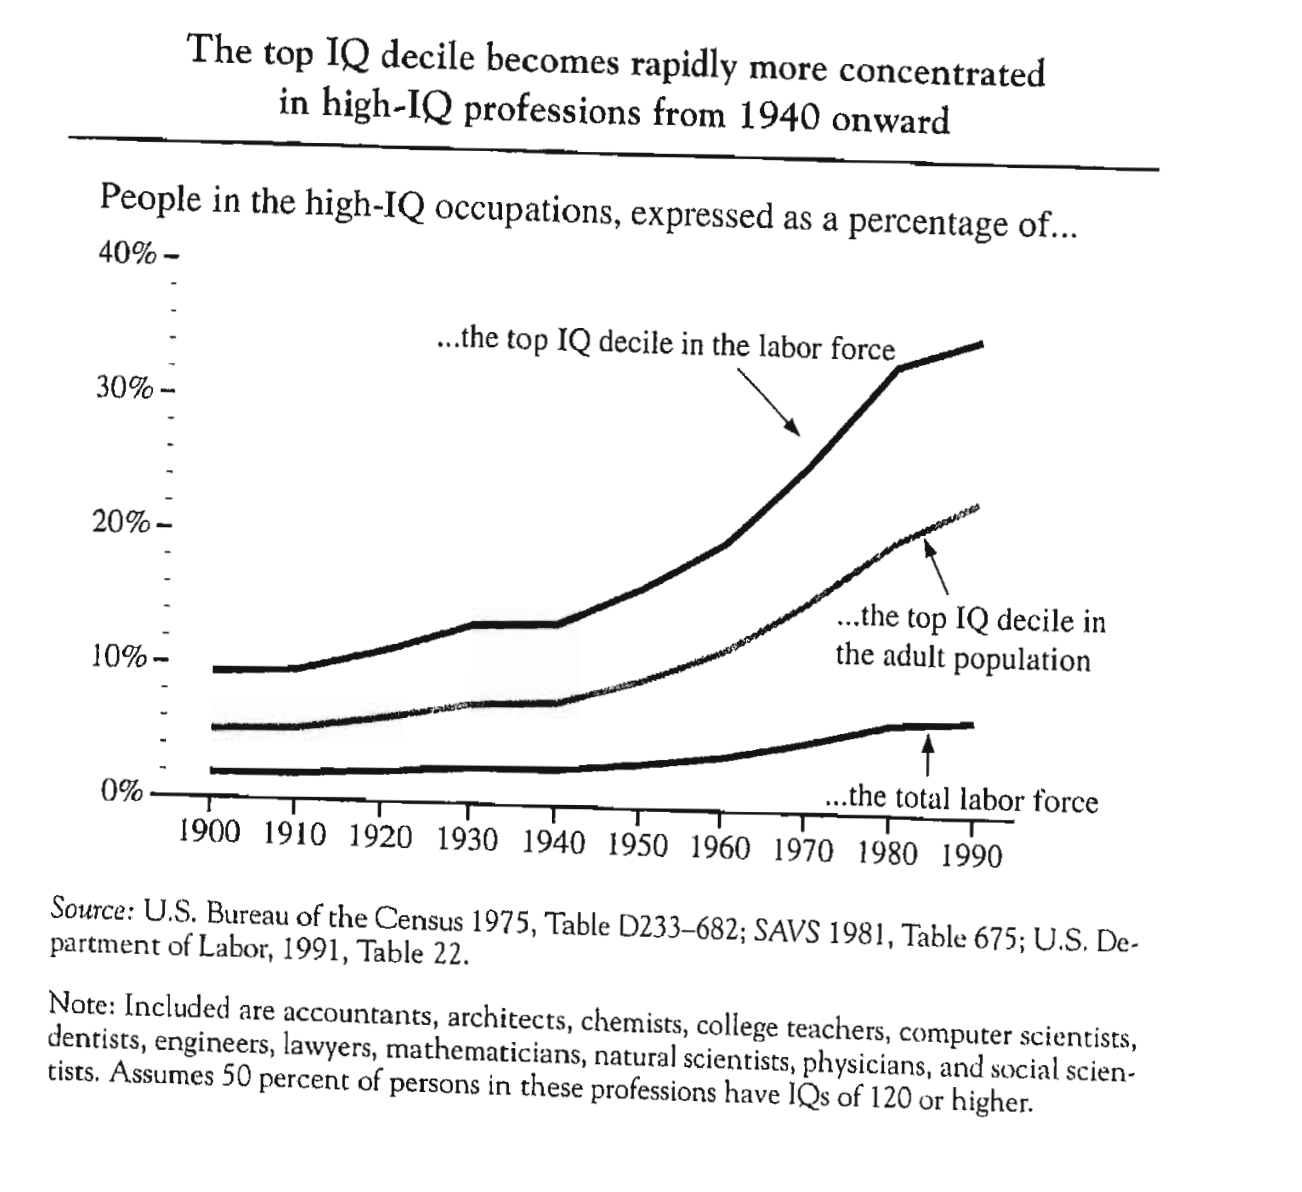 The top IQ decile becomes rapidly more concentrated
in high-IQ professions from 1940 onward
People in the high-IQ occupations, expressed as a percentage of...
40%
...the top IQ decile in the labor force
30%
20%
...the top IQ decile in
the adult population
10%
0%
...the total labor force
1900 1910 1920 1930 1940 1950 1960 1970 1980 1990
Source: U.S. Bureau of the Census 1975, Table D233–682; SAVS 1981, Table 675; U.S. De-
partment of Labor, 1991, Table 22.
Note: Included are accountants, architects, chemists, college teachers, computer scientists,
dentists, engineers, lawyers, mathematicians, natural scientists, physicians, and social scien-
tists. Assumes 50 percent of persons in these professions have IQs of 120 or higher.